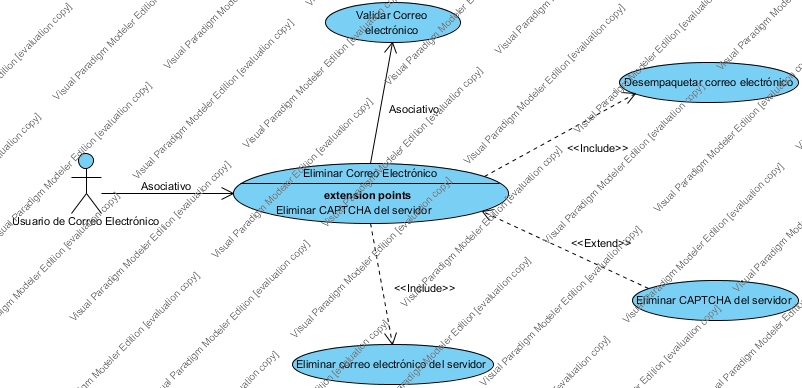 Validar Correo
electrónico
Desempaquetar correo electrónico
Asociativo
<<Include>>
Eliminar Correo Electrónico
extension points
Eliminar CAPTCHA del servidor
Asociativo
Usuario de Correo Electrónico
<<Extend>>
<<Include>>
Eliminar CAPTCHA del servidor
Eliminar correo electrónico del servidor
Visual Paradigm Modeler Edition [evaluation copy]